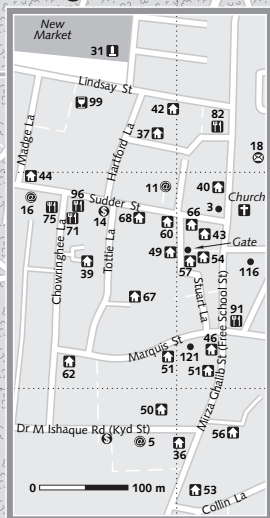 New
Market
31
Lindsay St
99
42
82
37
18
Madge La
Hartford La
44
@
16
96
75
71
Sudder St
$
14
68
11 @
40
Church
3
66
60
43
49
Gate
54
57
116
39
Chowringhee La
Tottie La
Stuart La
67
91
Mirza Ghalib St (Free School St)
Marquis St
46
121
51
51
62
50
Dr M Ishaque Rd (Kyd St)
$
@ 5
36
56
53
Collin La
0 100 m